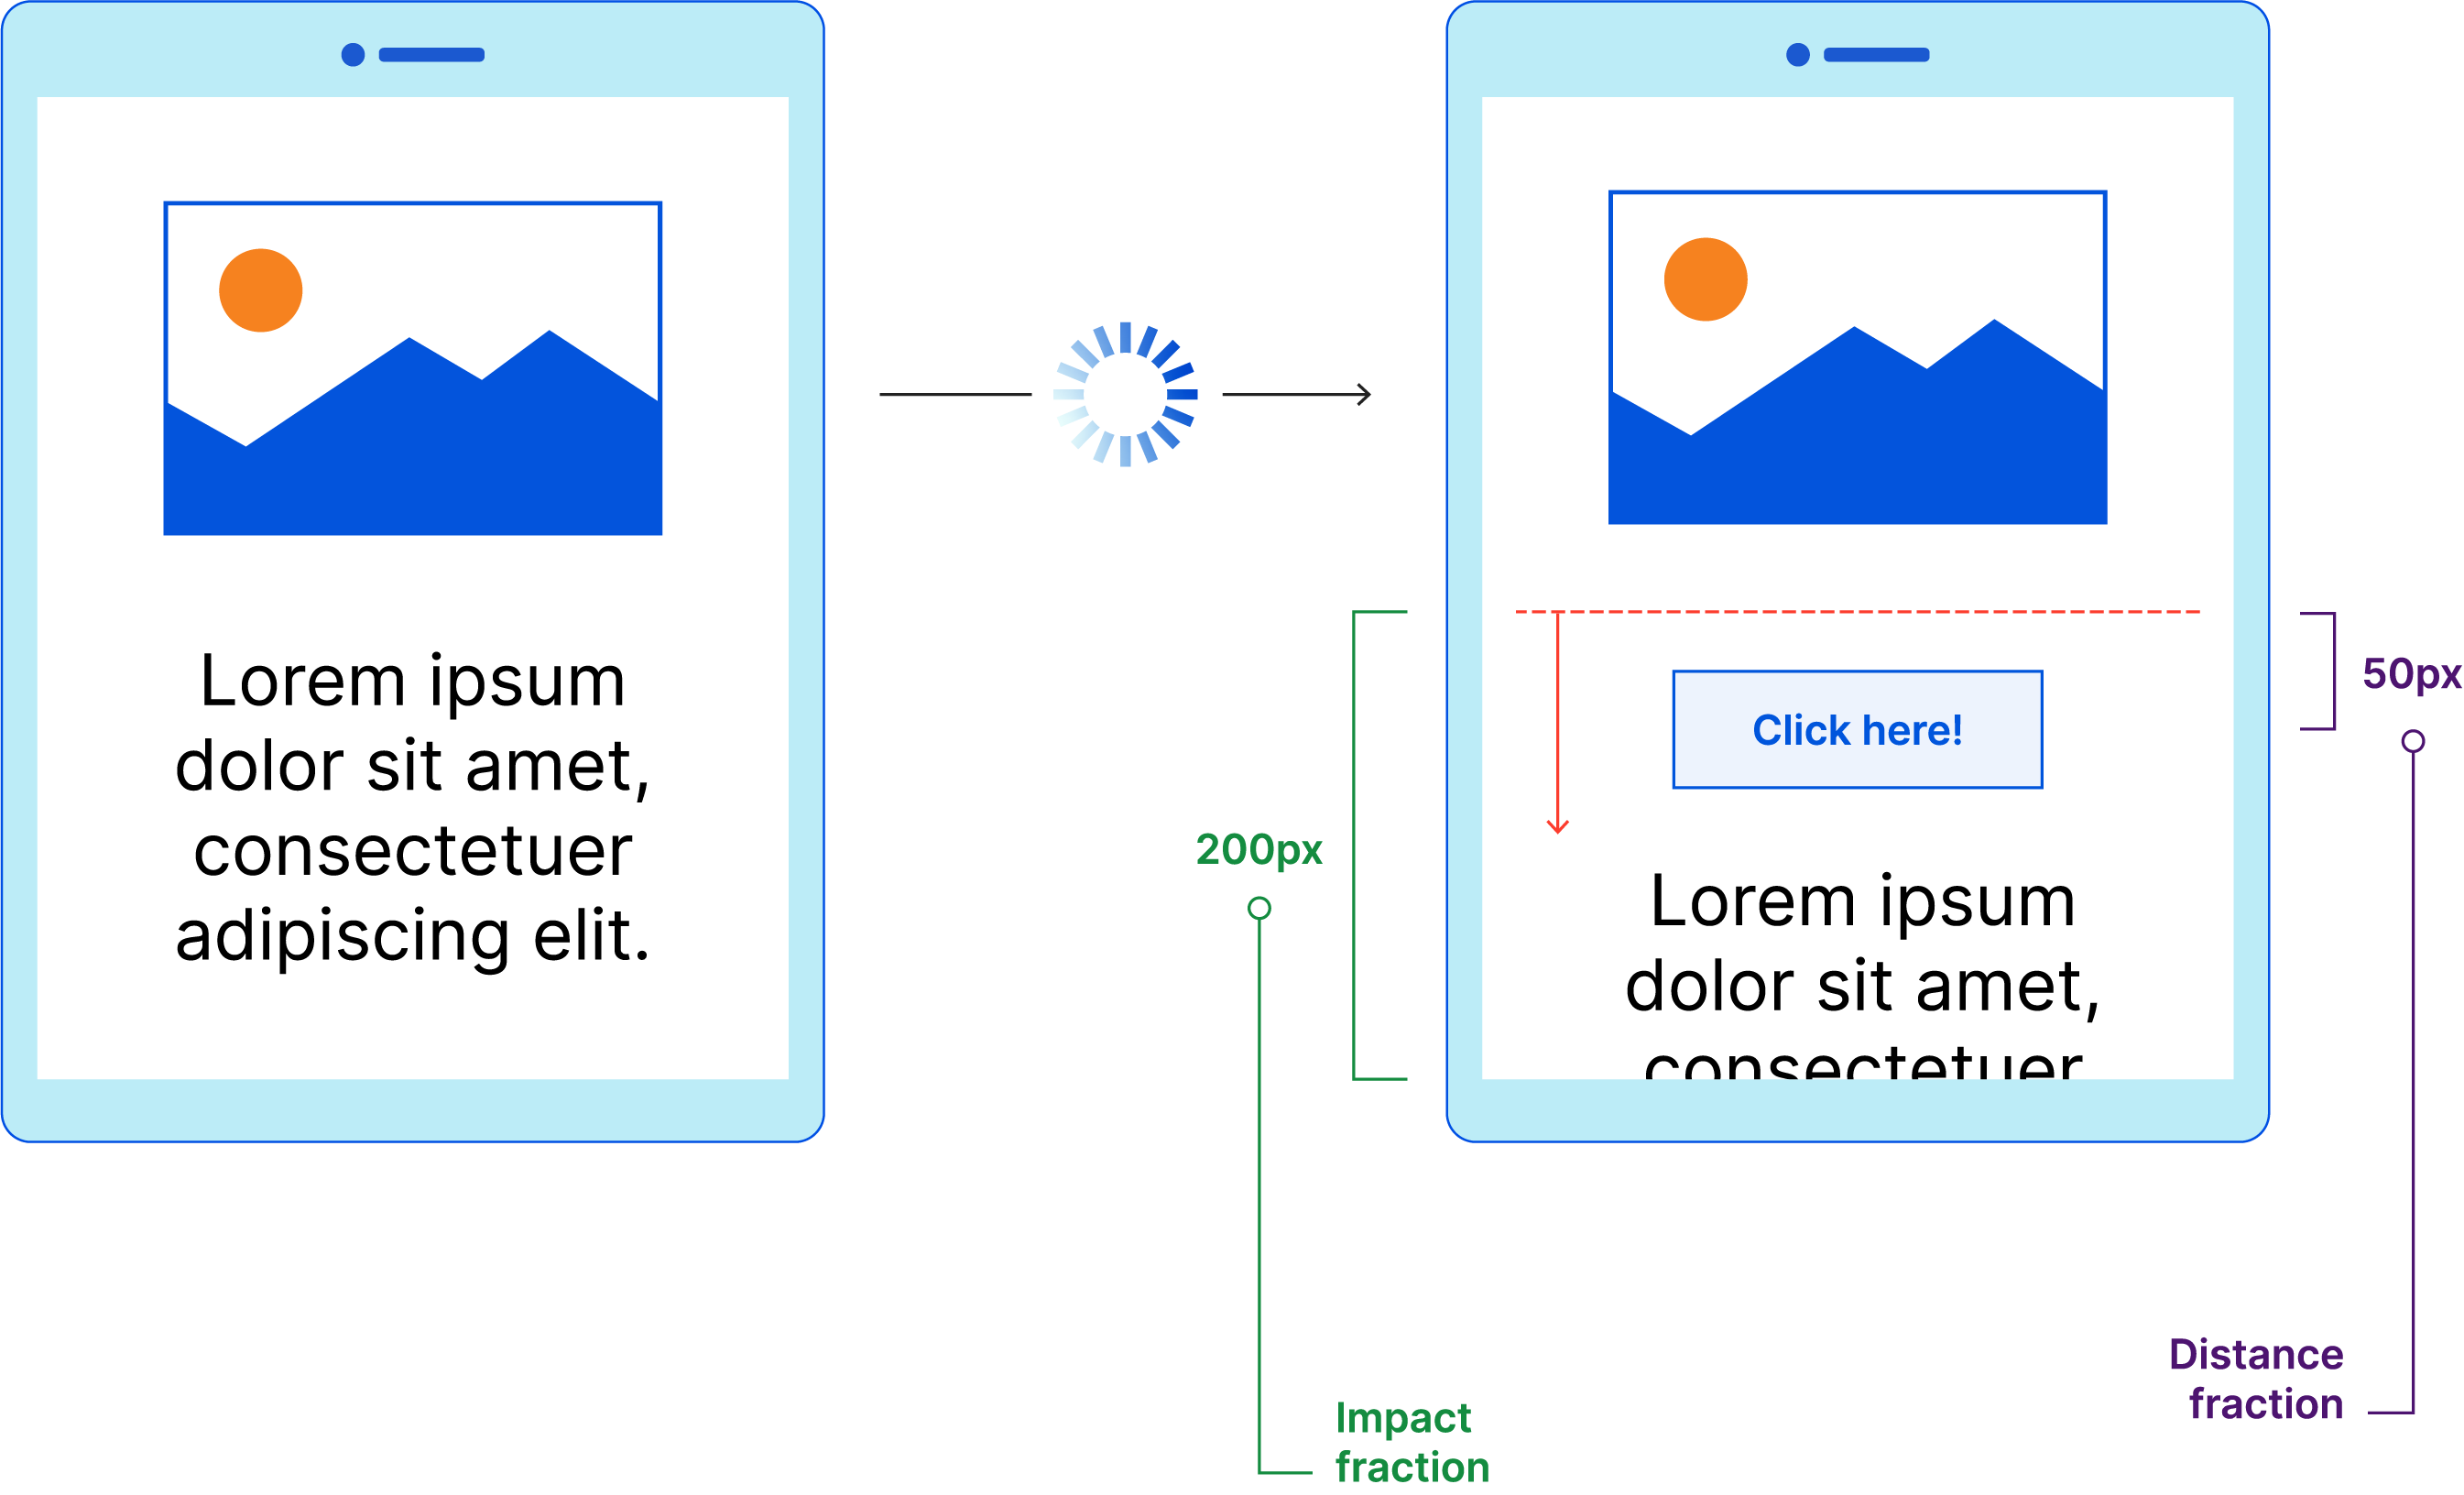 Lorem ipsum
dolor sit amet,
consectetuer
adipiscing elit.
Click here!
Lorem ipsum
dolor sit amet,
consectetuer
200px
50px
Impact
fraction
Distance
fraction